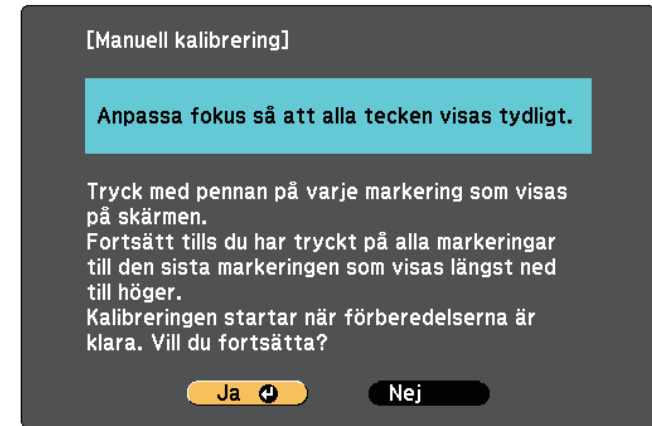 [Manuell kalibrering]
Anpassa fokus så att alla tecken visas tydligt.
Tryck med pennan på varje markering som visas
på skärmen.
Fortsätt tills du har tryckt på alla markeringar
till den sista markeringen som visas längst ned
till höger.
Kalibreringen startar när förberedelserna är
klara. Vill du fortsätta?
Ja Nej